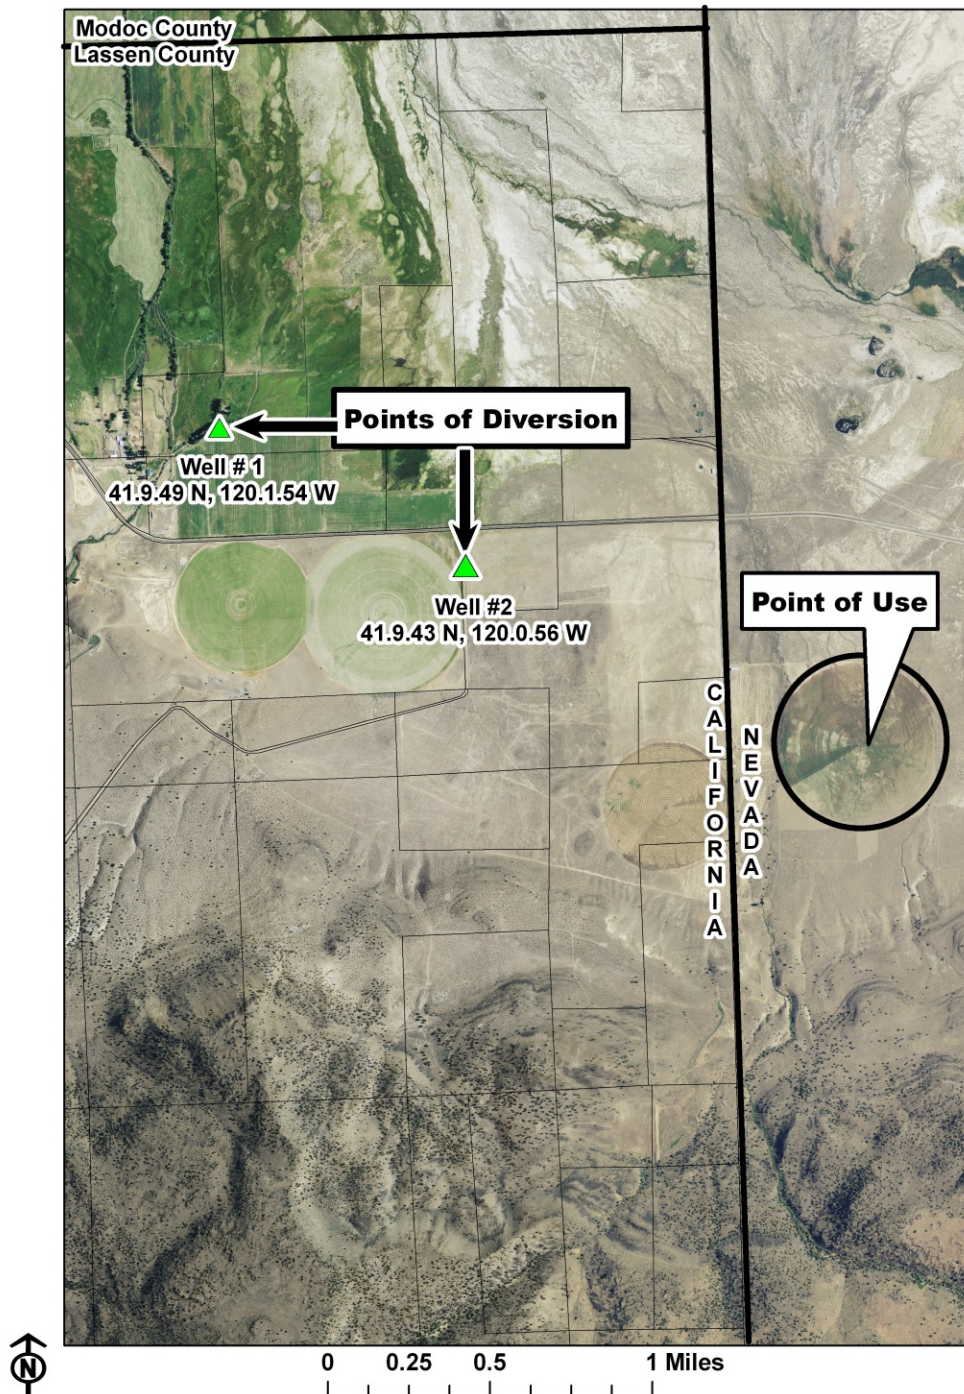 Modoc County
Lassen County
Points of Diversion
Well # 1
41.9.49 N, 120.1.54 W
Well #2
41.9.43 N, 120.0.56 W
Point of Use
CALIFORNIA
NEVADA
N
0 0.25 0.5 1 Miles